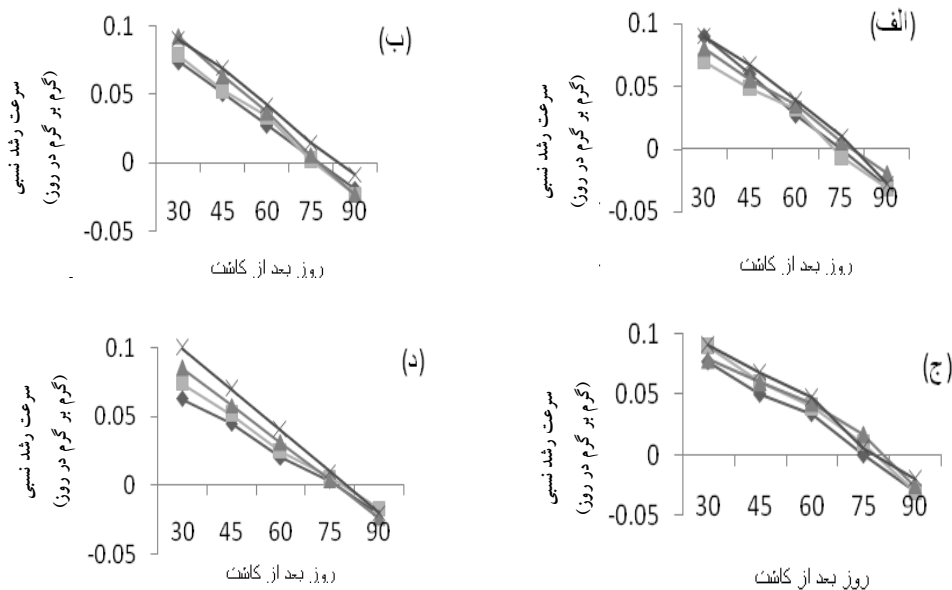 (الف)
0.1
0.05
0
-0.05
30 45 60 75 90
سرعت رشد نسبی
(گرم بر گرم در روز)
روز بعد از کاشت
(ب)
0.1
0.05
0
-0.05
30 45 60 75 90
سرعت رشد نسبی
(گرم بر گرم در روز)
روز بعد از کاشت
(ج)
0.1
0.05
0
-0.05
30 45 60 75 90
سرعت رشد نسبی
(گرم بر گرم در روز)
روز بعد از کاشت
(د)
0.1
0.05
0
-0.05
30 45 60 75 90
سرعت رشد نسبی
(گرم بر گرم در روز)
روز بعد از کاشت